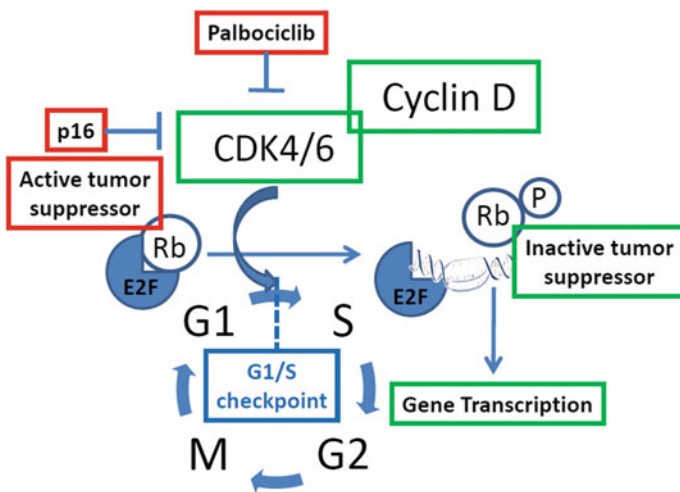 Palbociclib
Cyclin D
p16
CDK4/6
Active tumor
suppressor
Rb
E2F
Rb
P
Inactive tumor
suppressor
E2F
G1
S
G1/S
checkpoint
Gene Transcription
M
G2